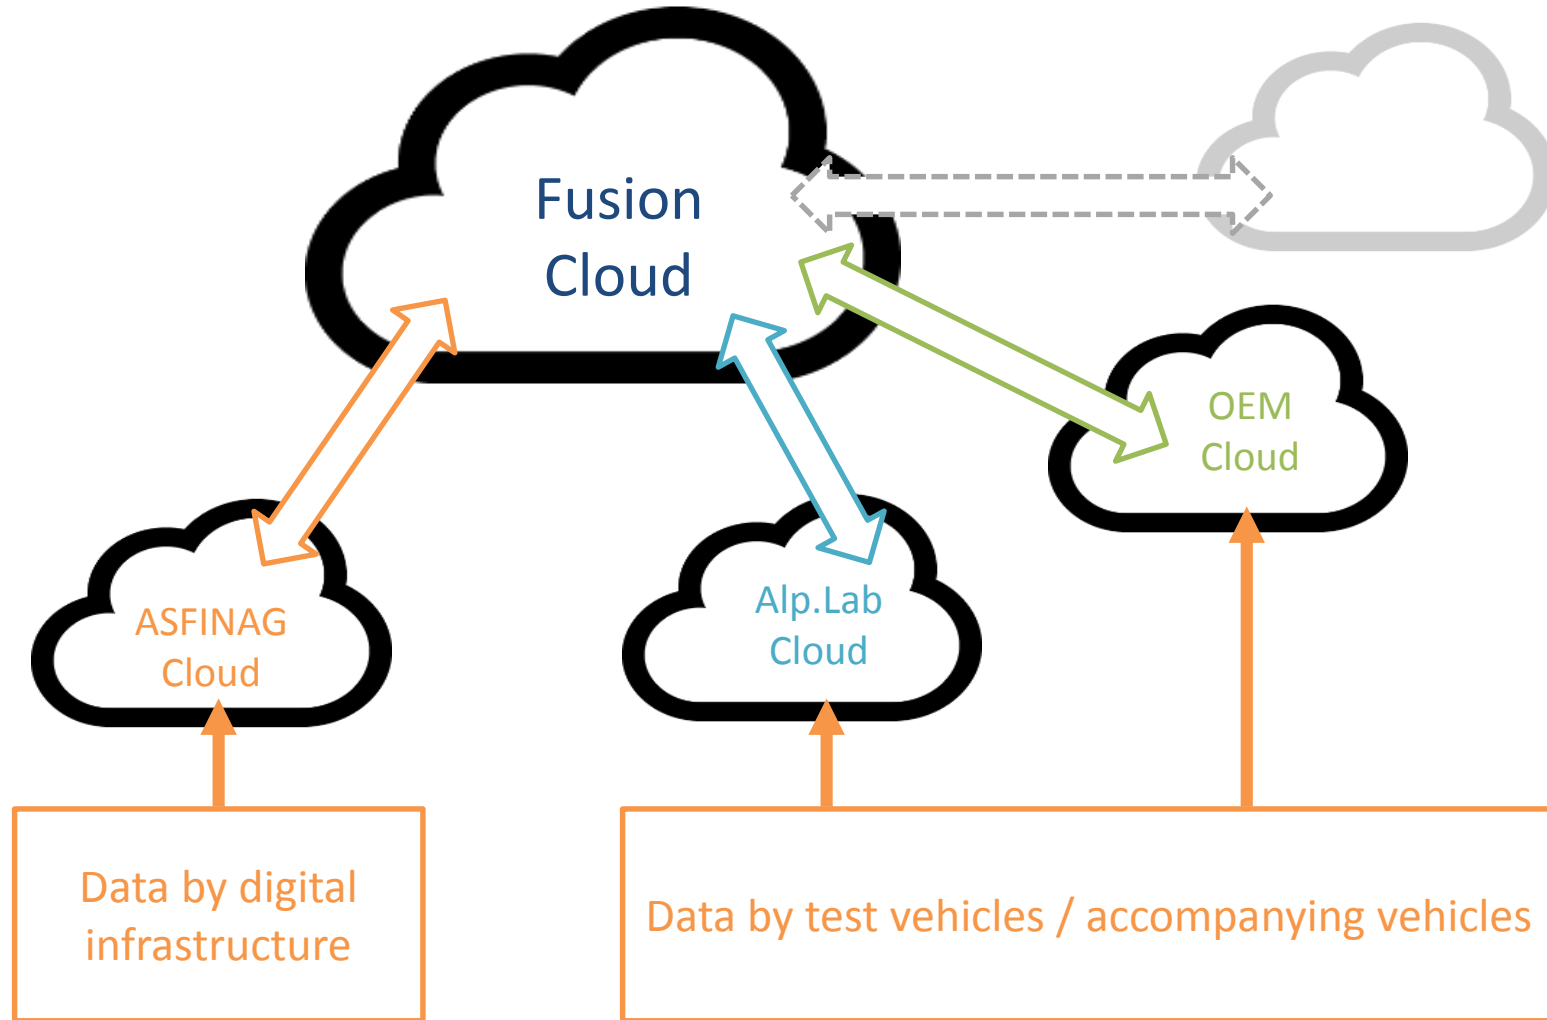 Fusion
Cloud
OEM
Cloud
ASFINAG
Cloud
Alp.Lab
Cloud
Data by digital
infrastructure
Data by test vehicles / accompanying vehicles